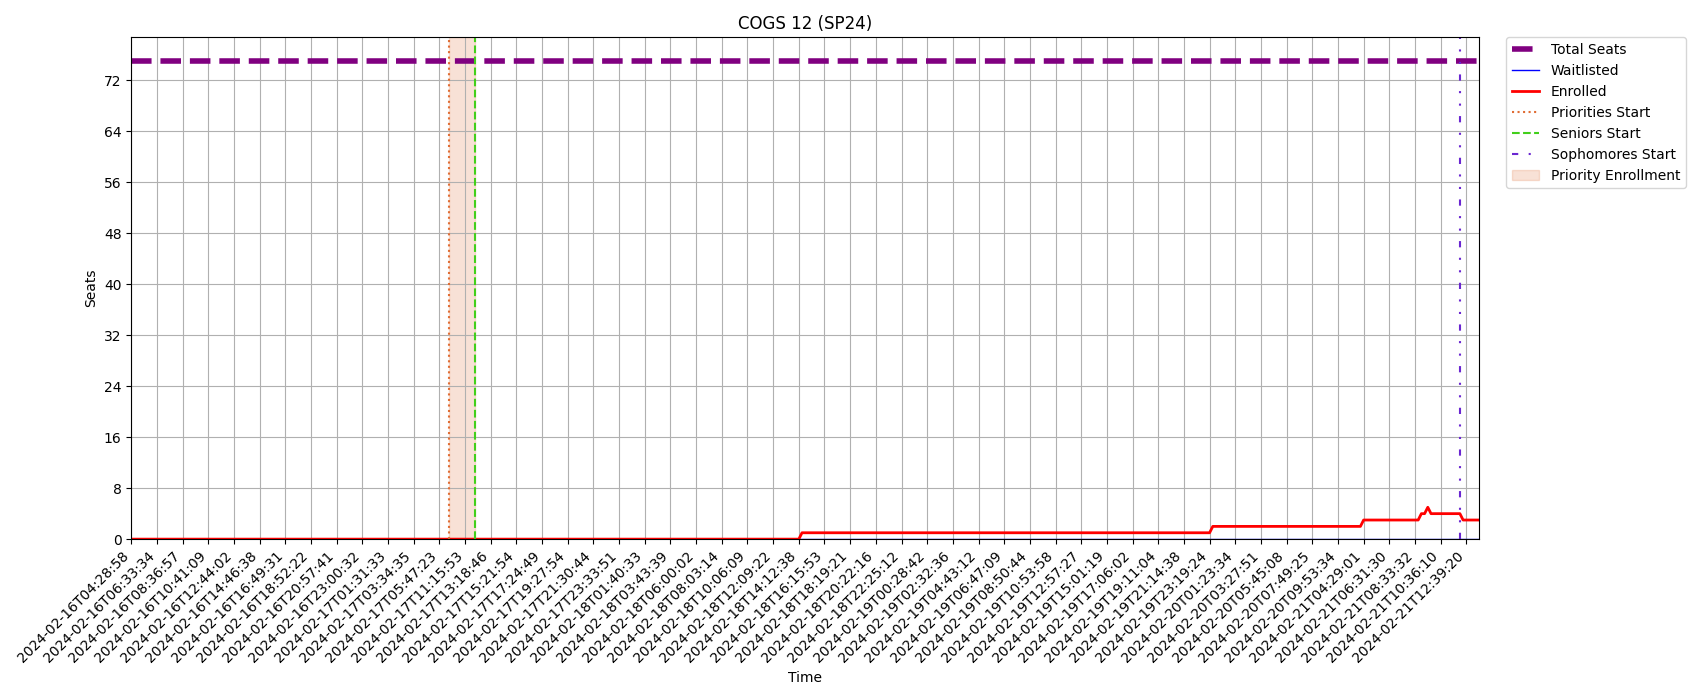 COGS 12 (SP24)
Total Seats
Waitlisted
Enrolled
Priorities Start
Seniors Start
Sophomores Start
Priority Enrollment
Seats
72
64
56
48
40
32
24
16
8
0
2024-02-16T04:28:58
2024-02-16T06:33:34
2024-02-16T08:36:57
2024-02-16T10:41:09
2024-02-16T12:44:02
2024-02-16T14:46:38
2024-02-16T16:49:31
2024-02-16T18:52:22
2024-02-16T20:57:41
2024-02-16T23:00:32
2024-02-17T01:31:33
2024-02-17T03:34:35
2024-02-17T05:47:23
2024-02-17T11:15:53
2024-02-17T13:18:46
2024-02-17T15:21:54
2024-02-17T17:24:49
2024-02-17T19:27:54
2024-02-17T21:30:44
2024-02-17T23:33:51
2024-02-18T01:40:33
2024-02-18T03:43:39
2024-02-18T06:00:02
2024-02-18T08:03:14
2024-02-18T10:06:09
2024-02-18T12:09:22
2024-02-18T14:12:38
2024-02-18T16:15:53
2024-02-18T18:19:21
2024-02-18T20:22:16
2024-02-18T22:25:12
2024-02-19T00:28:42
2024-02-19T02:32:36
2024-02-19T04:43:12
2024-02-19T06:47:09
2024-02-19T08:50:44
2024-02-19T10:53:58
2024-02-19T12:57:27
2024-02-19T15:01:19
2024-02-19T17:06:02
2024-02-19T19:11:04
2024-02-19T21:14:38
2024-02-19T23:19:24
2024-02-20T01:23:34
2024-02-20T03:27:51
2024-02-20T05:45:08
2024-02-20T07:49:25
2024-02-20T09:53:34
2024-02-21T04:29:01
2024-02-21T06:31:30
2024-02-21T08:33:32
2024-02-21T10:36:10
2024-02-21T12:39:20
Time